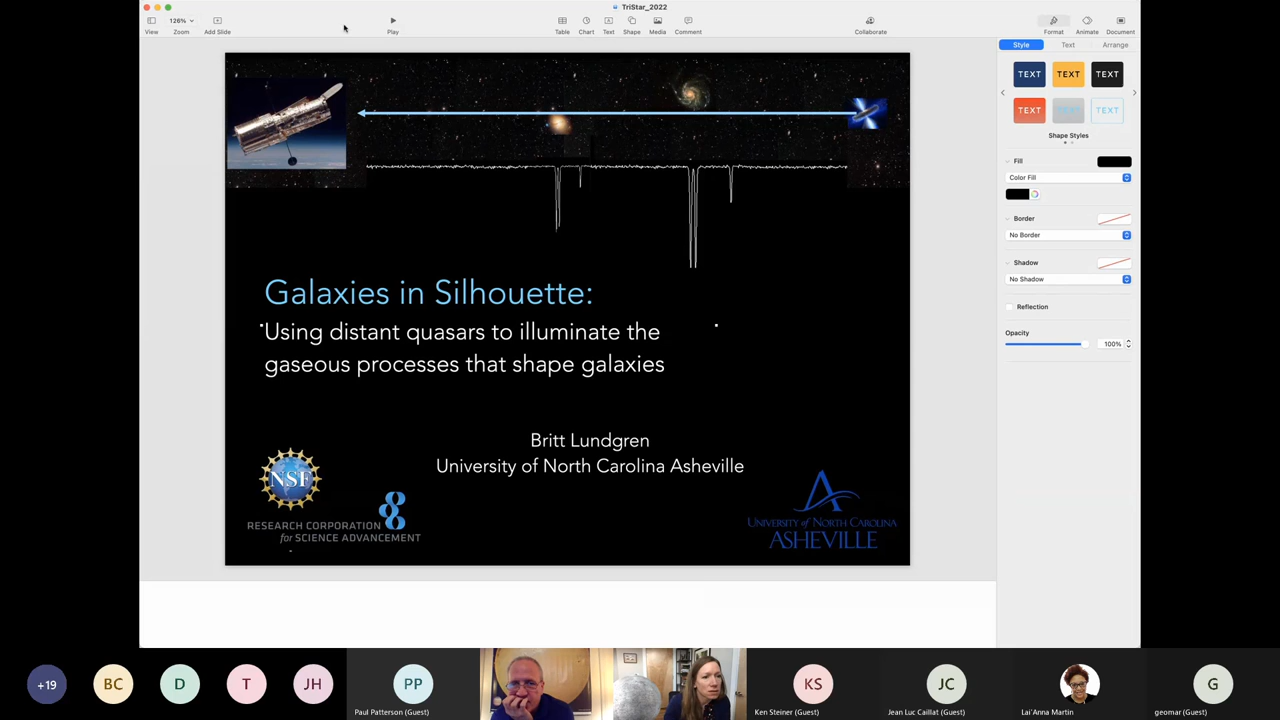 TriStar_2022
126%
View
Zoom
Add Slide
Play
Table
Chart
Text
Shape
Media
Comment
Collaborate
Format
Animate
Document
Style
Text
Arrange
TEXT
TEXT
TEXT
TEXT
TEXT
TEXT
Shape Styles
Fill
Color Fill
Border
No Border
Shadow
No Shadow
Reflection
Opacity
100%
Galaxies in Silhouette:
Using distant quasars to illuminate the
gaseous processes that shape galaxies
Britt Lundgren
University of North Carolina Asheville
NSF
RESEARCH CORPORATION
for SCIENCE ADVANCEMENT
UNIVERSITY of NORTH CAROLINA
ASHEVILLE
+19
BC
D
T
JH
PP
Paul Patterson (Guest)
KS
Ken Steiner (Guest)
JC
Jean Luc Caillat (Guest)
Lai'Anna Martin
G
geomar (Guest)